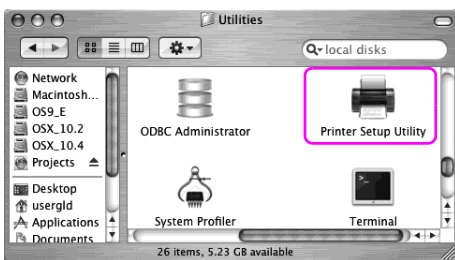 Utilities
local disks
Network
Macintosh...
OS9_E
OSX_10.2
OSX_10.4
Projects
Desktop
usergld
Applications
Documents
ODBC Administrator
Printer Setup Utility
System Profiler
Terminal
26 items, 5.23 GB available